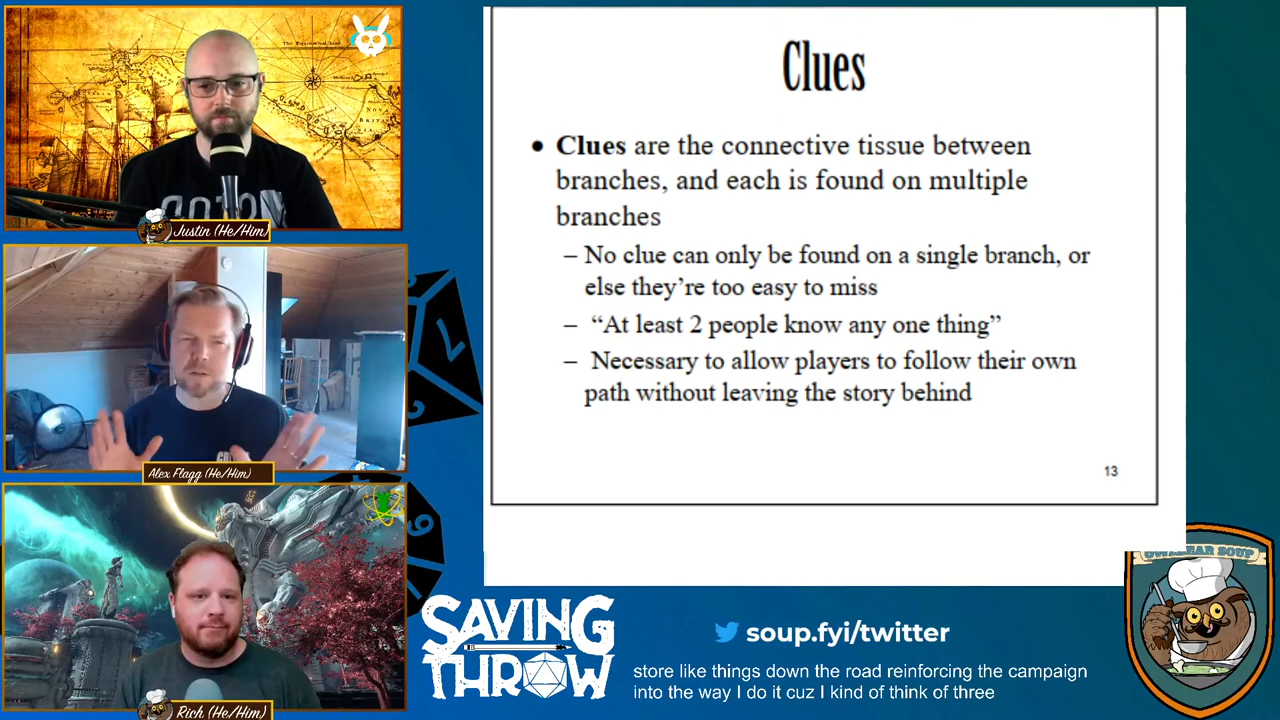 Justin (He/Him)
Alex Flagg (He/Him)
Rich (He/Him)
Clues
• Clues are the connective tissue between
branches, and each is found on multiple
branches
– No clue can only be found on a single branch, or
else they're too easy to miss
– “At least 2 people know any one thing”
– Necessary to allow players to follow their own
path without leaving the story behind
13
SAVING
THROW
soup.fyi/twitter
store like things down the road reinforcing the campaign
into the way I do it cuz I kind of think of three